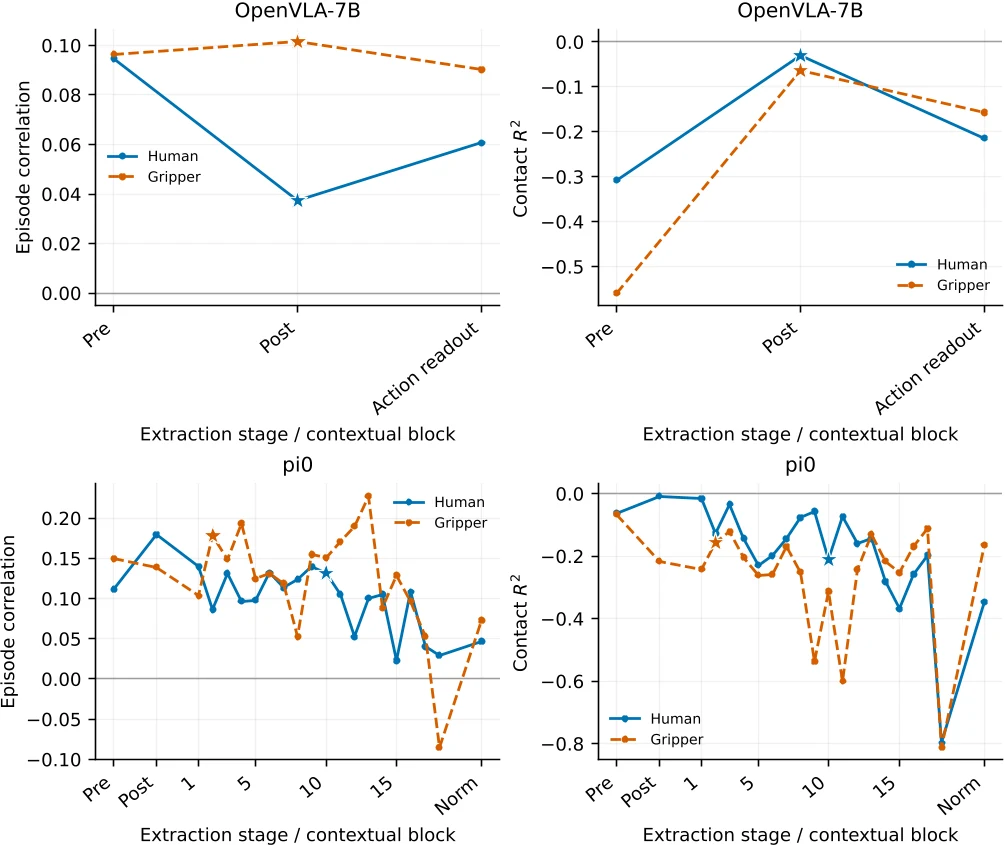 OpenVLA-7B
Episode correlation
0.10
0.08
0.06
0.04
0.02
0.00
Human
Gripper
Pre
Post
Action readout
Extraction stage / contextual block
OpenVLA-7B
Contact R²
0.0
−0.1
−0.2
−0.3
−0.4
−0.5
Human
Gripper
Pre
Post
Action readout
Extraction stage / contextual block
pi0
Episode correlation
0.20
0.15
0.10
0.05
0.00
−0.05
−0.10
Human
Gripper
Pre
Post
1
5
10
15
Norm
Extraction stage / contextual block
pi0
Contact R²
0.0
−0.2
−0.4
−0.6
−0.8
Human
Gripper
Pre
Post
1
5
10
15
Norm
Extraction stage / contextual block